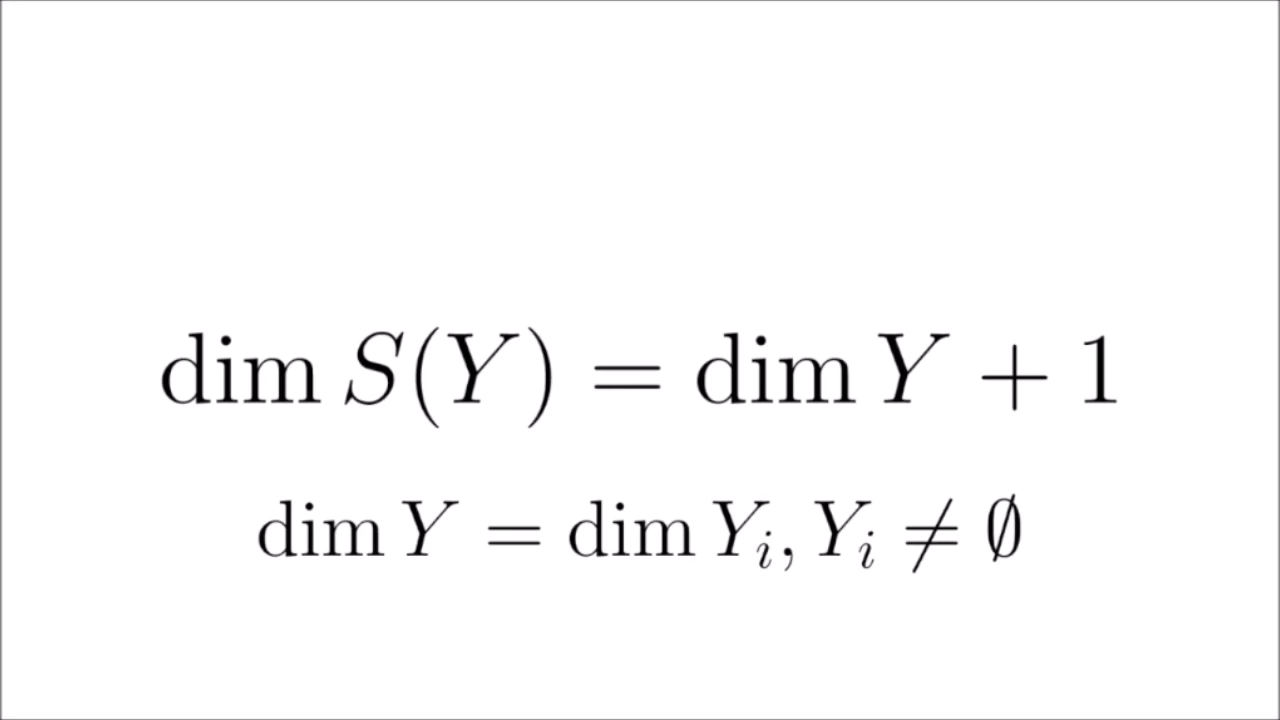 dim S(Y) = dim Y + 1
dim Y = dim Y_i, Y_i ≠ ∅